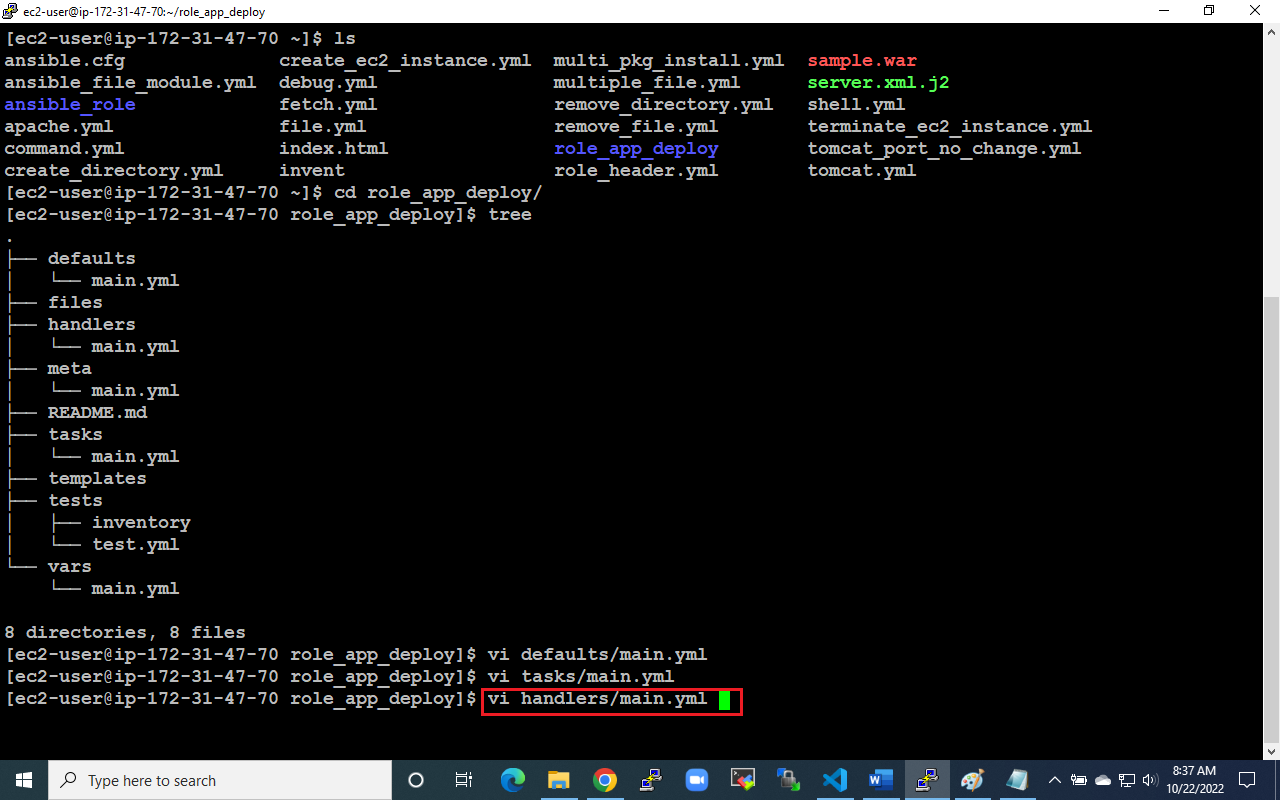 ec2-user@ip-172-31-47-70:~/role_app_deploy
[ec2-user@ip-172-31-47-70 ~]$ ls
ansible.cfg              create_ec2_instance.yml  multi_pkg_install.yml  sample.war
ansible_file_module.yml  debug.yml                multiple_file.yml      server.xml.j2
ansible_role             fetch.yml                remove_directory.yml   shell.yml
apache.yml               file.yml                 remove_file.yml        terminate_ec2_instance.yml
command.yml              index.html               role_app_deploy        tomcat_port_no_change.yml
create_directory.yml     invent                   role_header.yml        tomcat.yml
[ec2-user@ip-172-31-47-70 ~]$ cd role_app_deploy/
[ec2-user@ip-172-31-47-70 role_app_deploy]$ tree
.
├── defaults
│   └── main.yml
├── files
├── handlers
│   └── main.yml
├── meta
│   └── main.yml
├── README.md
├── tasks
│   └── main.yml
├── templates
├── tests
│   ├── inventory
│   └── test.yml
└── vars
    └── main.yml
8 directories, 8 files
[ec2-user@ip-172-31-47-70 role_app_deploy]$ vi defaults/main.yml
[ec2-user@ip-172-31-47-70 role_app_deploy]$ vi tasks/main.yml
[ec2-user@ip-172-31-47-70 role_app_deploy]$ vi handlers/main.yml
Type here to search
8:37 AM
10/22/2022